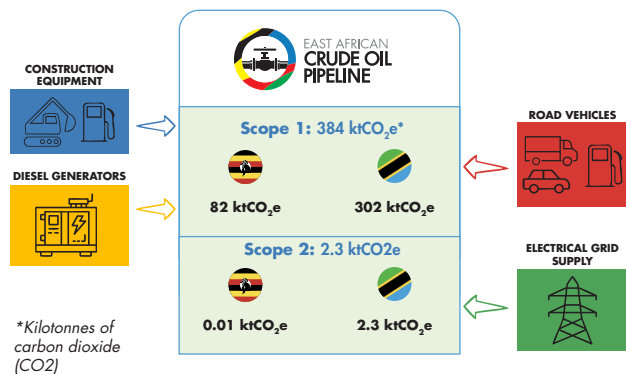 EAST AFRICAN
CRUDE OIL
PIPELINE
CONSTRUCTION
EQUIPMENT
DIESEL GENERATORS
Scope 1: 384 ktCO₂e*
82 ktCO₂e
302 ktCO₂e
Scope 2: 2.3 ktCO2e
0.01 ktCO₂e
2.3 ktCO₂e
ROAD VEHICLES
ELECTRICAL GRID
SUPPLY
*Kilotonnes of
carbon dioxide
(CO2)